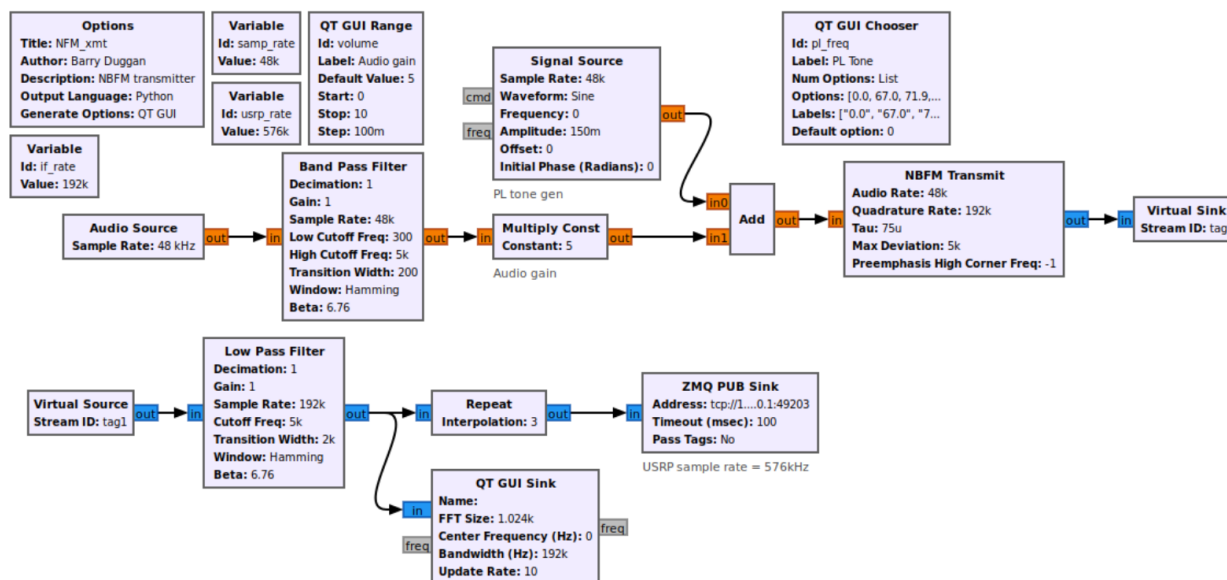 Options
Title: NFM_xmt
Author: Barry Duggan
Description: NBFM transmitter
Output Language: Python
Generate Options: QT GUI
Variable
Id: samp_rate
Value: 48k
Variable
Id: usrp_rate
Value: 576k
QT GUI Range
Id: volume
Label: Audio gain
Default Value: 5
Start: 0
Stop: 10
Step: 100m
Variable
Id: if_rate
Value: 192k
Signal Source
Sample Rate: 48k
Waveform: Sine
Frequency: 0
Amplitude: 150m
Offset: 0
Initial Phase (Radians): 0
cmd
freq
out
PL tone gen
QT GUI Chooser
Id: pl_freq
Label: PL Tone
Num Options: List
Options: [0.0, 67.0, 71.9,...
Labels: ["0.0", "67.0", "7...
Default option: 0
Audio Source
Sample Rate: 48 kHz
out
in
Band Pass Filter
Decimation: 1
Gain: 1
Sample Rate: 48k
Low Cutoff Freq: 300
High Cutoff Freq: 5k
Transition Width: 200
Window: Hamming
Beta: 6.76
out
in
Multiply Const
Constant: 5
out
Audio gain
in0
in1
Add
out
in
NBFM Transmit
Audio Rate: 48k
Quadrature Rate: 192k
Tau: 75u
Max Deviation: 5k
Preemphasis High Corner Freq: -1
out
in
Virtual Sink
Stream ID: tag
Virtual Source
Stream ID: tag1
out
in
Low Pass Filter
Decimation: 1
Gain: 1
Sample Rate: 192k
Cutoff Freq: 5k
Transition Width: 2k
Window: Hamming
Beta: 6.76
out
in
Repeat
Interpolation: 3
out
in
ZMQ PUB Sink
Address: tcp://1....0.1:49203
Timeout (msec): 100
Pass Tags: No
USRP sample rate = 576kHz
in
freq
QT GUI Sink
Name:
FFT Size: 1.024k
Center Frequency (Hz): 0
Bandwidth (Hz): 192k
Update Rate: 10
freq